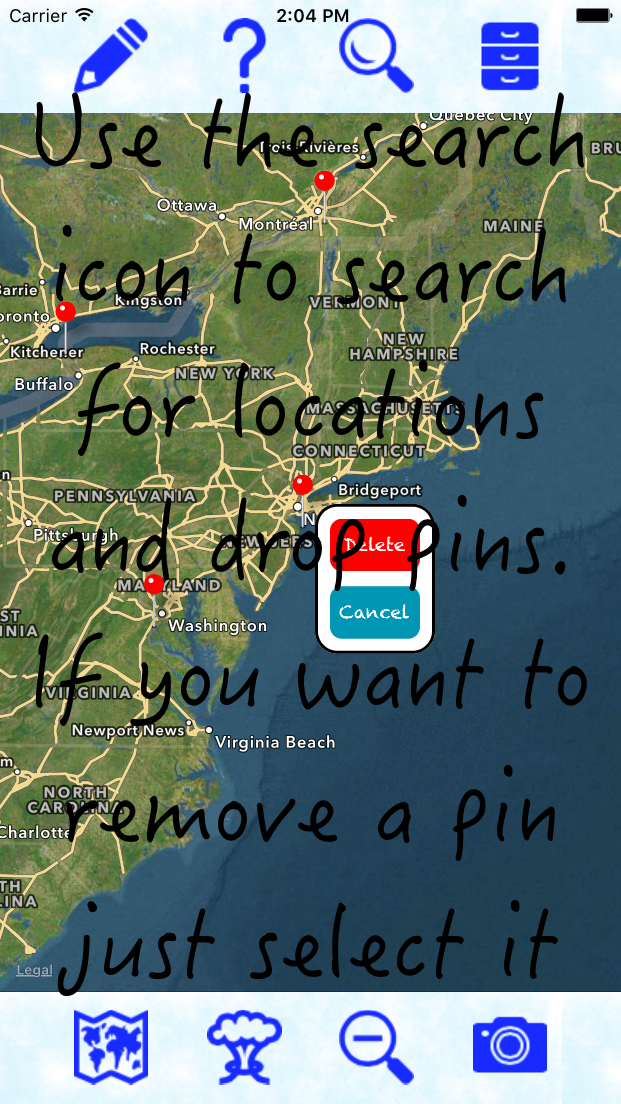 Carrier 2:04 PM
Use the search
icon to search
for locations
and drop pins.
If you want to
remove a pin
just select it
Delete
Cancel
Québec City
Trois-Rivières
BRU
Ottawa
Montréal
MAINE
Barrie
Kingston
VERMONT
oronto
Kitchener
Rochester
NEW
HAMPSHIRE
NEW YORK
Buffalo
MASSACHUSETTS
CONNECTICUT
n
Bridgeport
PENNSYLVANIA
N
Pittsburgh
NEW JERS
MARYLAND
ST
NIA
Washington
VIRGINIA
Newport News
Virginia Beach
m
NORTH
CAROLINA
Charlotte
TH
LINA
Legal